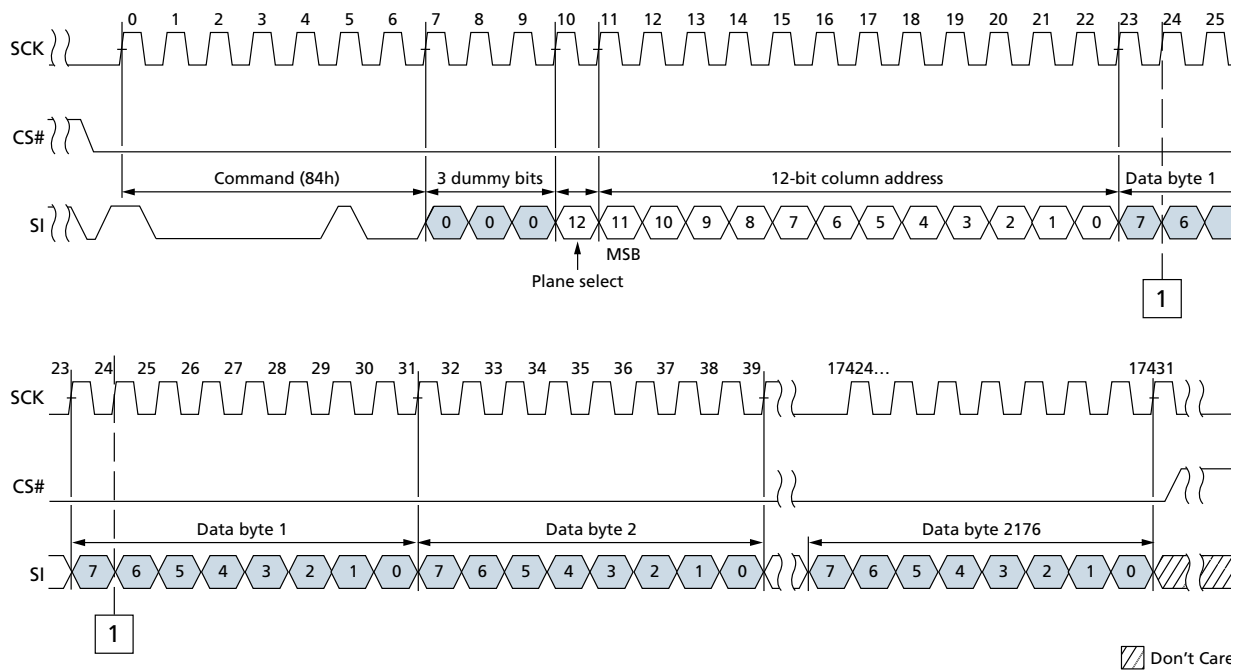 0 1 2 3 4 5 6 7 8 9 10 11 12 13 14 15 16 17 18 19 20 21 22 23 24 25
SCK
CS#
Command (84h) 3 dummy bits 12-bit column address Data byte 1
SI 0 0 0 12 11 10 9 8 7 6 5 4 3 2 1 0 7 6
MSB
Plane select
1
23 24 25 26 27 28 29 30 31 32 33 34 35 36 37 38 39 17424... 17431
SCK
CS#
Data byte 1 Data byte 2 Data byte 2176
SI 7 6 5 4 3 2 1 0 7 6 5 4 3 2 1 0 7 6 5 4 3 2 1 0
1
Don't Care